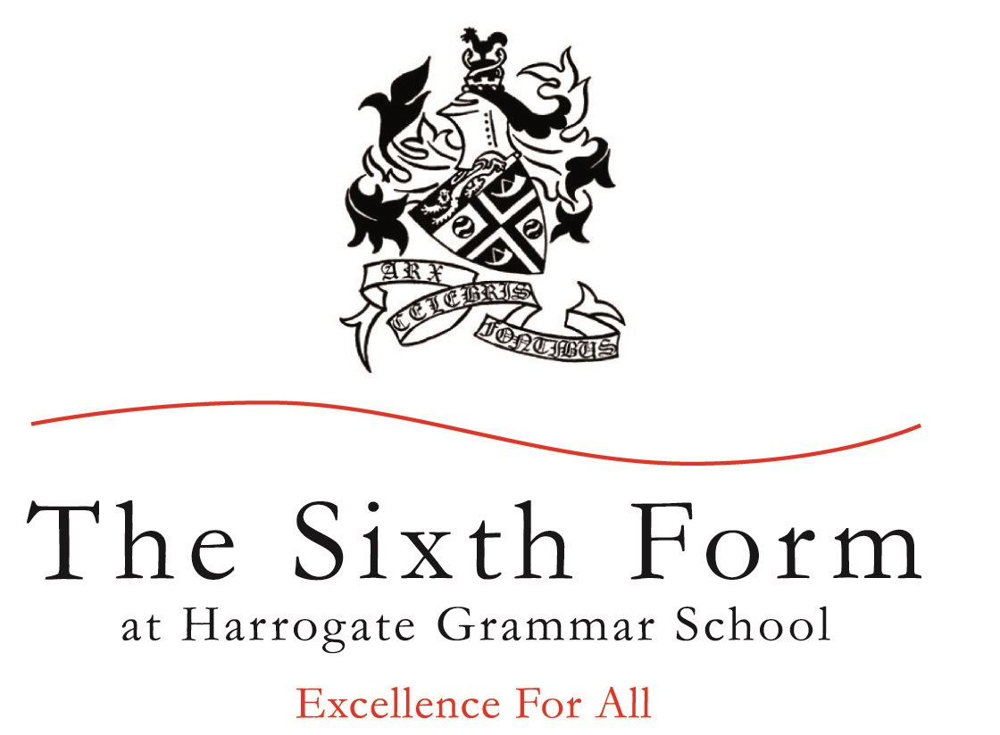 ARX
CELEBRIS
FONTIBUS
The Sixth Form
at Harrogate Grammar School
Excellence For All